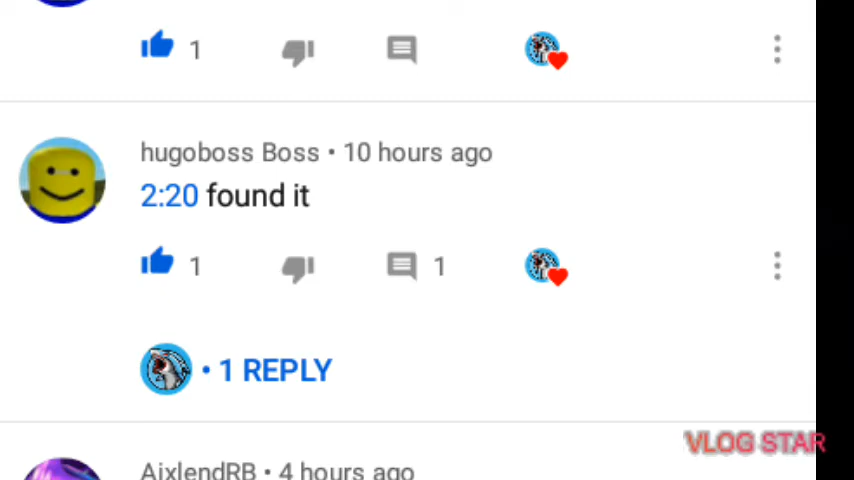 1
hugoboss Boss • 10 hours ago
2:20 found it
1 1
• 1 REPLY
VLOG STAR
AixlendRB • 4 hours ago